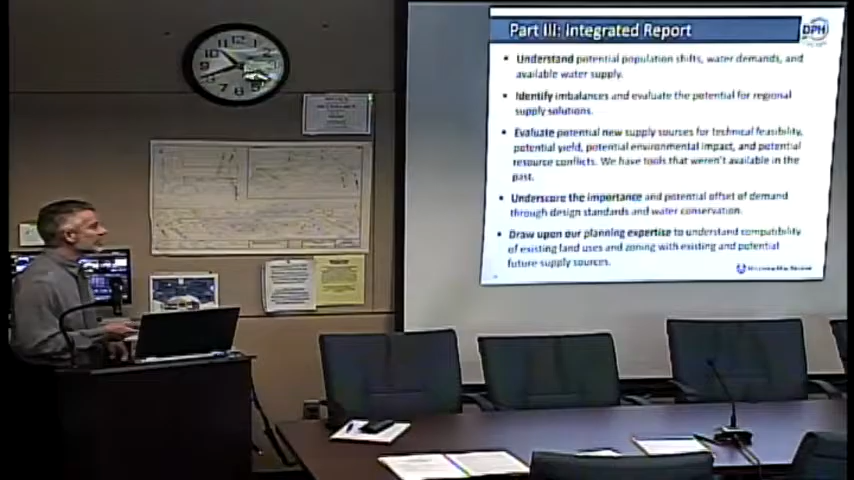 Part III: Integrated Report
DPH
Understand potential population shifts, water demands, and
available water supply.
Identify imbalances and evaluate the potential for regional
supply solutions.
Evaluate potential new supply sources for technical feasibility,
potential yield, potential environmental impact, and potential
resource conflicts. We have tools that weren't available in the
past.
Underscore the importance and potential offset of demand
through design standards and water conservation.
Draw upon our planning expertise to understand compatibility
of existing land uses and zoning with existing and potential
future supply sources.